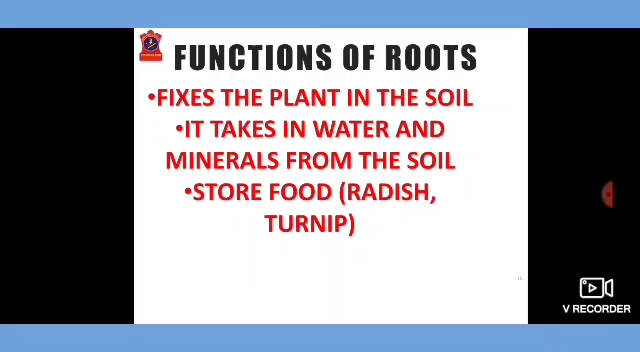 FUNCTIONS OF ROOTS
•FIXES THE PLANT IN THE SOIL
•IT TAKES IN WATER AND
MINERALS FROM THE SOIL
•STORE FOOD (RADISH,
TURNIP)
V RECORDER